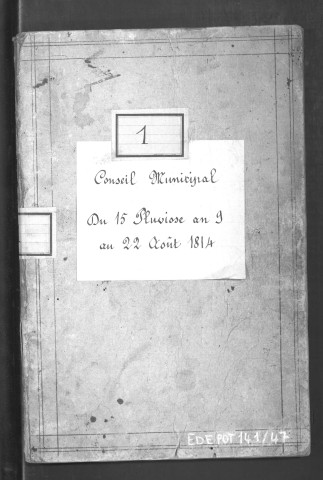 1
Conseil Municipal
Du 15 Pluviose an 9
au 22 Août 1814
EDEPOT 141/47